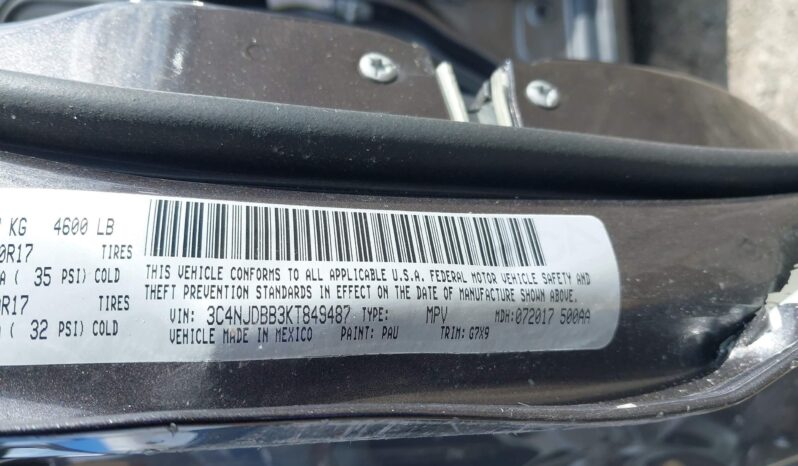 KG 4600 LB
0R17 TIRES
( 35 PSI) COLD
R17 TIRES
( 32 PSI) COLD
THIS VEHICLE CONFORMS TO ALL APPLICABLE U.S.A. FEDERAL MOTOR VEHICLE SAFETY AND
THEFT PREVENTION STANDARDS IN EFFECT ON THE DATE OF MANUFACTURE SHOWN ABOVE.
VIN: 3C4NJDBB3KT849487 TYPE: MPV MDH:072017 500AA
VEHICLE MADE IN MEXICO PAINT: PAU TRIM: G7X9